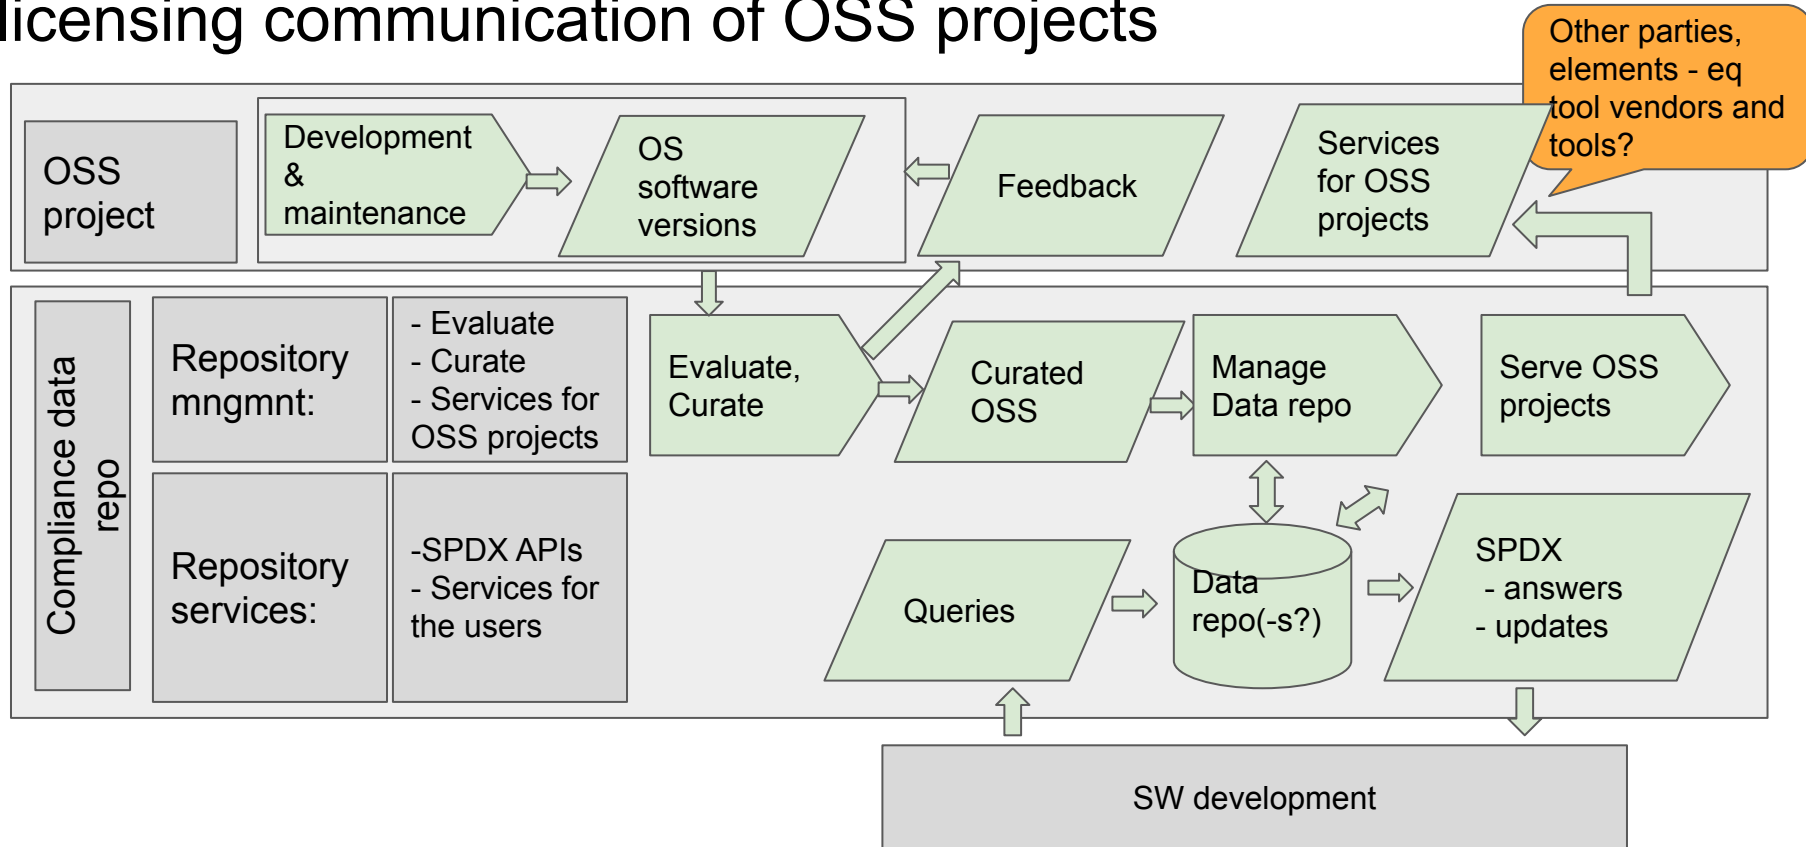 licensing communication of OSS projects
Other parties,
elements - eq
tool vendors and
tools?
OSS
project
Development
&
maintenance
OS
software
versions
Feedback
Services
for OSS
projects
Compliance data
repo
Repository
mngmnt:
- Evaluate
- Curate
- Services for
OSS projects
Evaluate,
Curate
Curated
OSS
Manage
Data repo
Serve OSS
projects
Repository
services:
-SPDX APIs
- Services for
the users
Queries
Data
repo(-s?)
SPDX
- answers
- updates
SW development